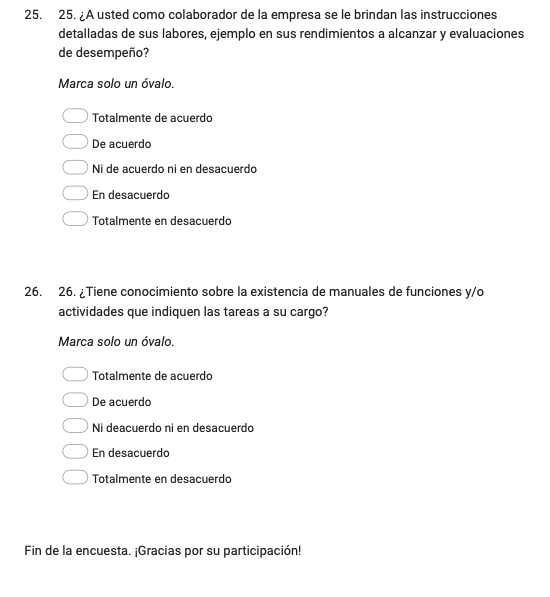 25. 25. ¿A usted como colaborador de la empresa se le brindan las instrucciones
detalladas de sus labores, ejemplo en sus rendimientos a alcanzar y evaluaciones
de desempeño?
Marca solo un óvalo.
Totalmente de acuerdo
De acuerdo
Ni de acuerdo ni en desacuerdo
En desacuerdo
Totalmente en desacuerdo
26. 26. ¿Tiene conocimiento sobre la existencia de manuales de funciones y/o
actividades que indiquen las tareas a su cargo?
Marca solo un óvalo.
Totalmente de acuerdo
De acuerdo
Ni deacuerdo ni en desacuerdo
En desacuerdo
Totalmente en desacuerdo
Fin de la encuesta. ¡Gracias por su participación!